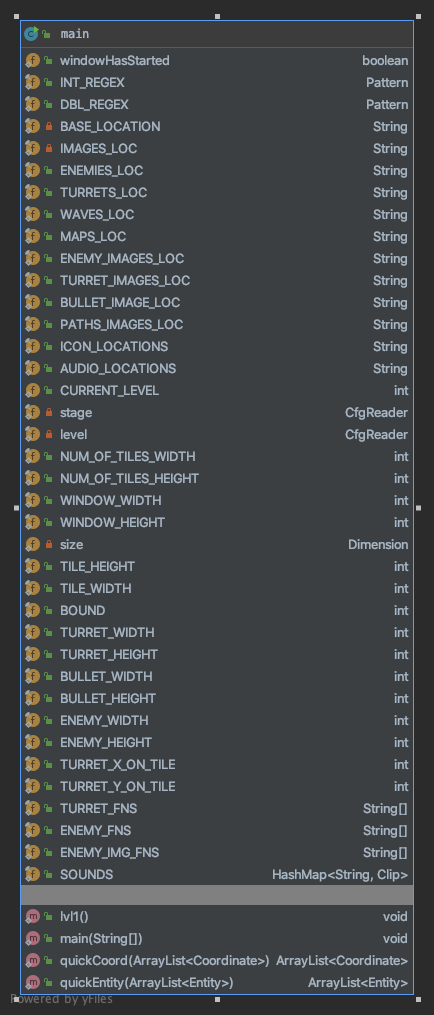 main
windowHasStarted boolean
INT_REGEX Pattern
DBL_REGEX Pattern
BASE_LOCATION String
IMAGES_LOC String
ENEMIES_LOC String
TURRETS_LOC String
WAVES_LOC String
MAPS_LOC String
ENEMY_IMAGES_LOC String
TURRET_IMAGES_LOC String
BULLET_IMAGE_LOC String
PATHS_IMAGES_LOC String
ICON_LOCATIONS String
AUDIO_LOCATIONS String
CURRENT_LEVEL int
stage CfgReader
level CfgReader
NUM_OF_TILES_WIDTH int
NUM_OF_TILES_HEIGHT int
WINDOW_WIDTH int
WINDOW_HEIGHT int
size Dimension
TILE_HEIGHT int
TILE_WIDTH int
BOUND int
TURRET_WIDTH int
TURRET_HEIGHT int
BULLET_WIDTH int
BULLET_HEIGHT int
ENEMY_WIDTH int
ENEMY_HEIGHT int
TURRET_X_ON_TILE int
TURRET_Y_ON_TILE int
TURRET_FNS String[]
ENEMY_FNS String[]
ENEMY_IMG_FNS String[]
SOUNDS HashMap<String, Clip>
lvl1() void
main(String[]) void
quickCoord(ArrayList<Coordinate>) ArrayList<Coordinate>
quickEntity(ArrayList<Entity>) ArrayList<Entity>
Powered by yFiles